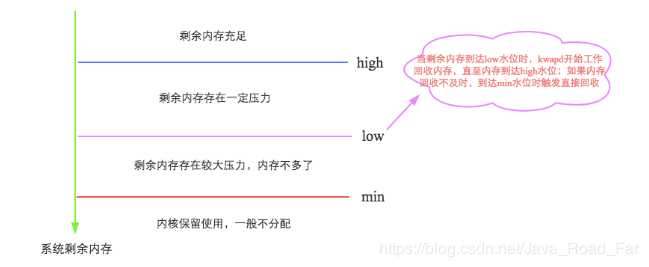 剩余内存充足
high
当剩余内存到达low水位时，kwapd开始工作
回收内存，直至内存到达high水位；如果内存
回收不及时，到达min水位时触发直接回收
剩余内存存在一定压力
low
剩余内存存在较大压力，内存不多了
min
内核保留使用，一般不分配
系统剩余内存
https://blog.csdn.net/Java_Road_Far